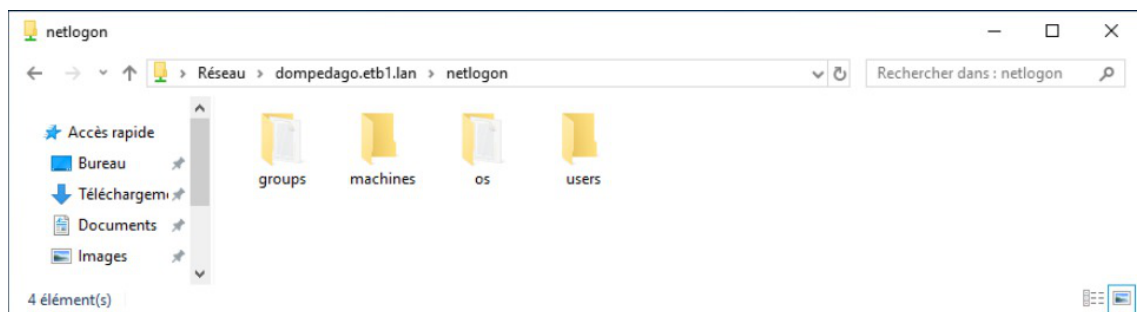 netlogon
Réseau > dompedago.etb1.lan > netlogon
Rechercher dans : netlogon
Accès rapide
Bureau
Téléchargem
Documents
Images
groups machines os users
4 élément(s)